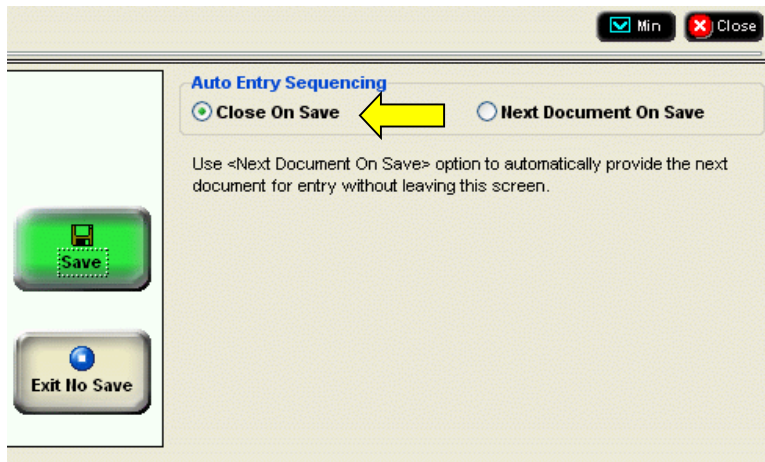 Min Close
Auto Entry Sequencing
Close On Save Next Document On Save
Use <Next Document On Save> option to automatically provide the next
document for entry without leaving this screen.
Save
Exit No Save